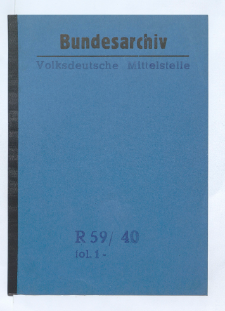 Bundesarchiv
Volksdeutsche Mittelstelle
R 59/ 40
fol. 1-